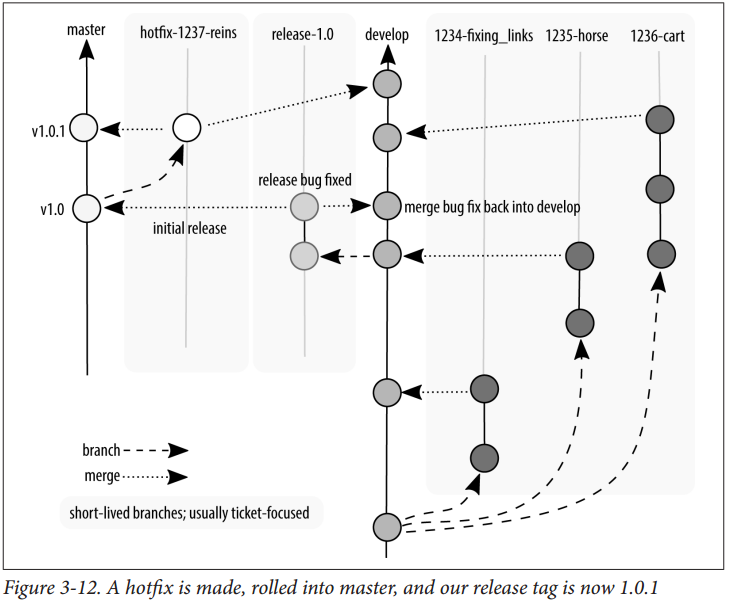 master
hotfix-1237-reins
release-1.0
develop
1234-fixing_links
1235-horse
1236-cart
v1.0.1
release bug fixed
v1.0
merge bug fix back into develop
initial release
branch
merge
short-lived branches; usually ticket-focused
Figure 3-12. A hotfix is made, rolled into master, and our release tag is now 1.0.1